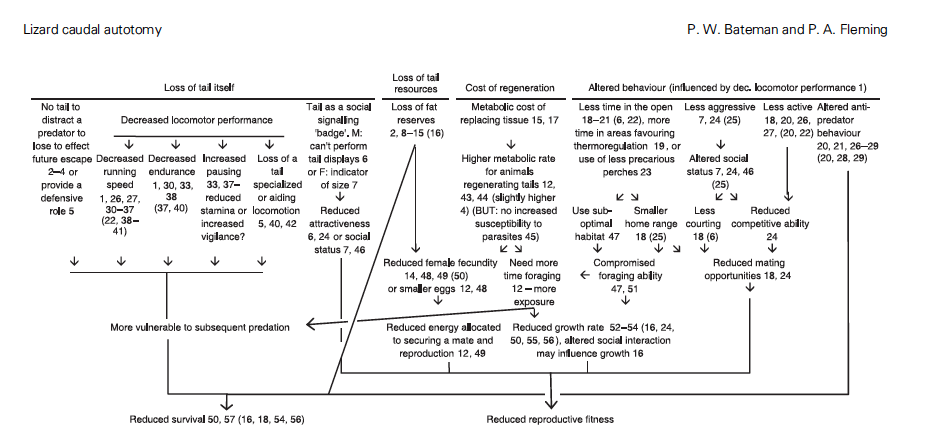 Lizard caudal autotomy
P. W. Bateman and P. A. Fleming
Loss of tail itself
Loss of tail
resources
Cost of regeneration
Altered behaviour (influenced by dec. locomotor performance 1)
No tail to
distract a
predator to
lose to effect
future escape
2–4 or
provide a
defensive
role 5
Decreased locomotor performance
Decreased
running
speed
1, 26, 27,
30–37
(22, 38–
41)
Decreased
endurance
1, 30, 33,
38
(37, 40)
Increased
pausing
33, 37–
reduced
stamina or
increased
vigilance?
Loss of a
tail
specialized
or aiding
locomotion
5, 40, 42
Tail as a social
signalling
'badge'. M:
can't perform
tail displays 6
or F: indicator
of size 7
Reduced
attractiveness
6, 24 or social
status 7, 46
Loss of fat
reserves
2, 8–15 (16)
Metabolic cost of
replacing tissue 15, 17
Higher metabolic rate
for animals
regenerating tails 12,
43, 44 (slightly higher
4) (BUT: no increased
susceptibility to
parasites 45)
Less time in the open
18–21 (6, 22), more
time in areas favouring
thermoregulation 19, or
use of less precarious
perches 23
Less aggressive
7, 24 (25)
Altered social
status 7, 24, 46
(25)
Less active
18, 20, 26,
27, (20, 22)
Altered anti-
predator
behaviour
20, 21, 26–29
(20, 28, 29)
Use sub-
optimal
habitat 47
Smaller
home range
18 (25)
Less
courting
18 (6)
Reduced
competitive ability
24
Reduced female fecundity
14, 48, 49 (50)
or smaller eggs 12, 48
Need more
time foraging
12 – more
exposure
Compromised
foraging ability
47, 51
Reduced mating
opportunities 18, 24
More vulnerable to subsequent predation
Reduced energy allocated
to securing a mate and
reproduction 12, 49
Reduced growth rate 52–54 (16, 24,
50, 55, 56), altered social interaction
may influence growth 16
Reduced survival 50, 57 (16, 18, 54, 56)
Reduced reproductive fitness